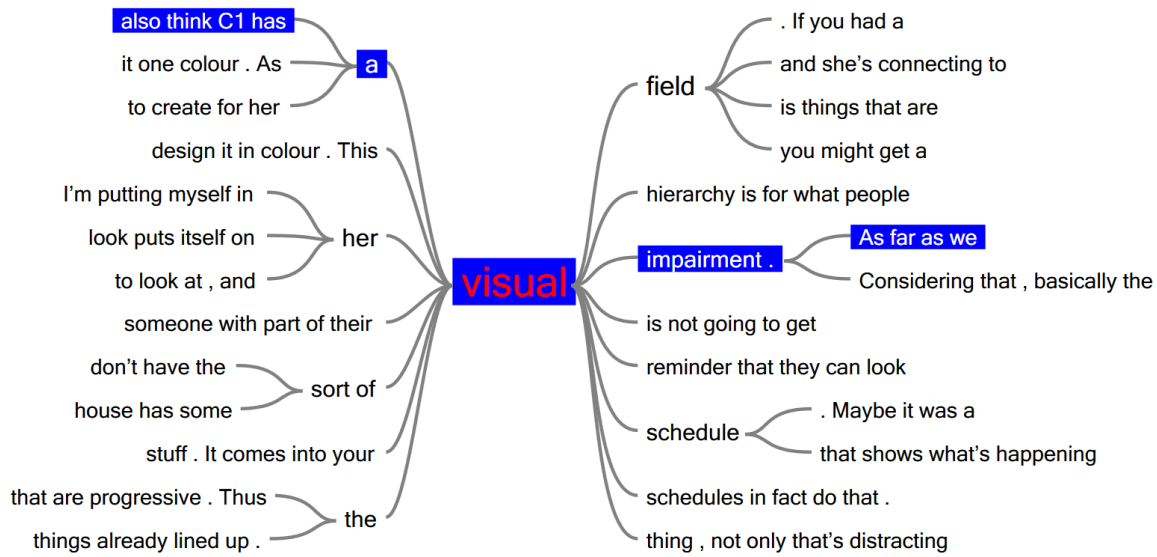 also think C1 has
it one colour . As
to create for her
a
design it in colour . This
I’m putting myself in
look puts itself on
to look at , and
her
someone with part of their
don’t have the
house has some
sort of
stuff . It comes into your
that are progressive . Thus
things already lined up .
the
visual
field
. If you had a
and she’s connecting to
is things that are
you might get a
hierarchy is for what people
impairment .
As far as we
Considering that , basically the
is not going to get
reminder that they can look
schedule
. Maybe it was a
that shows what’s happening
schedules in fact do that .
thing , not only that’s distracting